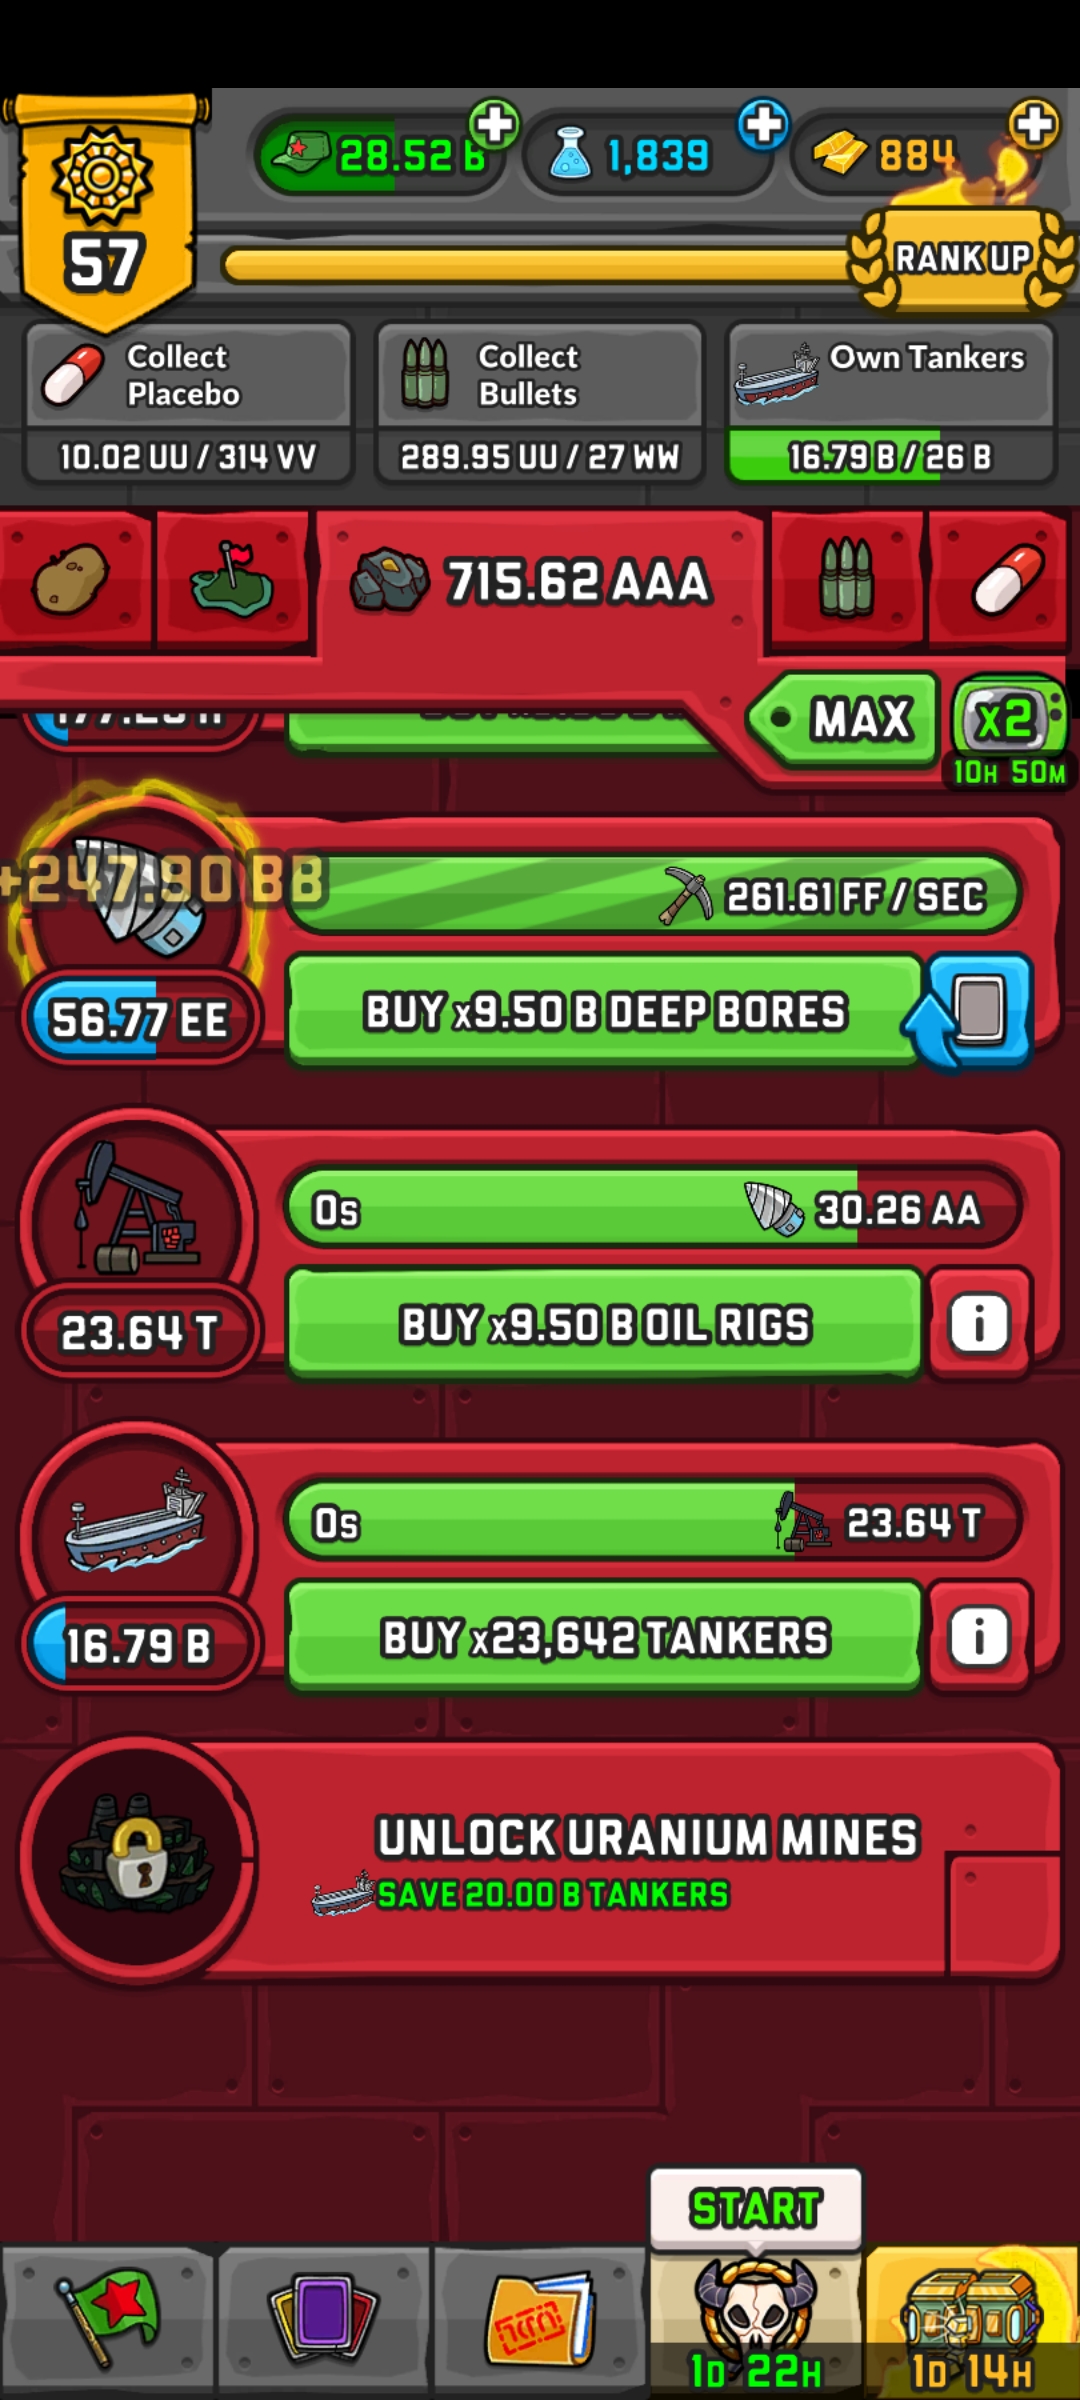 28.52 B
1,839
884
57
RANK UP
Collect
Placebo
10.02 UU / 314 VV
Collect
Bullets
289.95 UU / 27 WW
Own Tankers
16.79 B / 26 B
715.62 AAA
MAX
x2
10H 50M
+247.90 BB
261.61 FF / SEC
56.77 EE
BUY x9.50 B DEEP BORES
0s
30.26 AA
23.64 T
BUY x9.50 B OIL RIGS
i
0s
23.64 T
16.79 B
BUY x23,642 TANKERS
i
UNLOCK URANIUM MINES
SAVE 20.00 B TANKERS
START
1D 22H
1D 14H